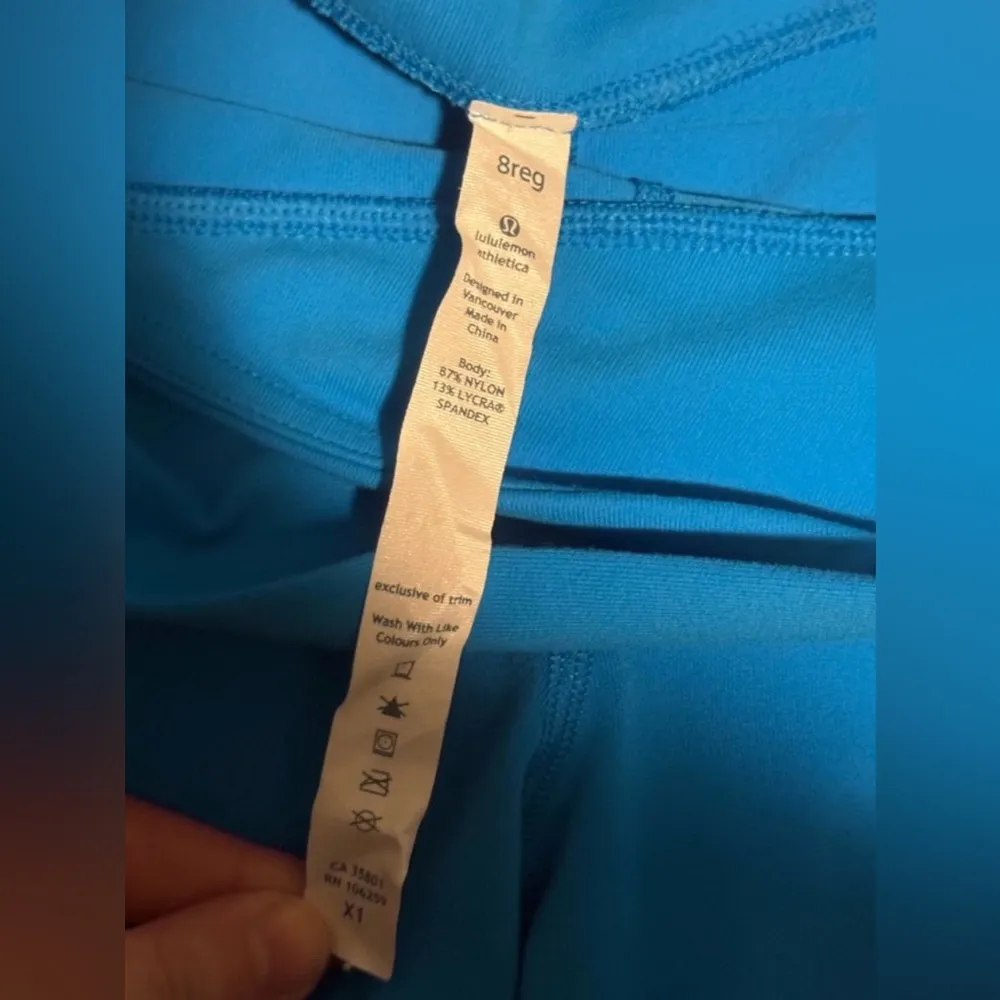 8reg
lululemon
athletica
Designed in
Vancouver
Made in
China
Body:
87% NYLON
13% LYCRA®
SPANDEX
exclusive of trim
Wash With Like
Colours Only
CA 35801
RN 106259
X1